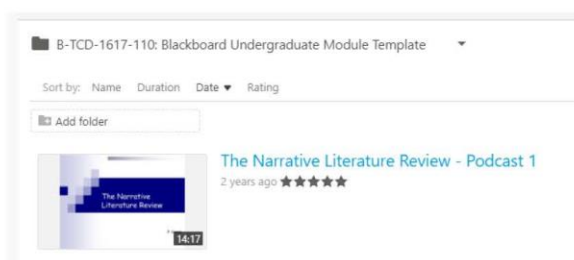 B-TCD-1617-110: Blackboard Undergraduate Module Template
Sort by: Name Duration Date Rating
Add folder
The Narrative Literature Review - Podcast 1
2 years ago
The Narrative
Literature Review
14:17